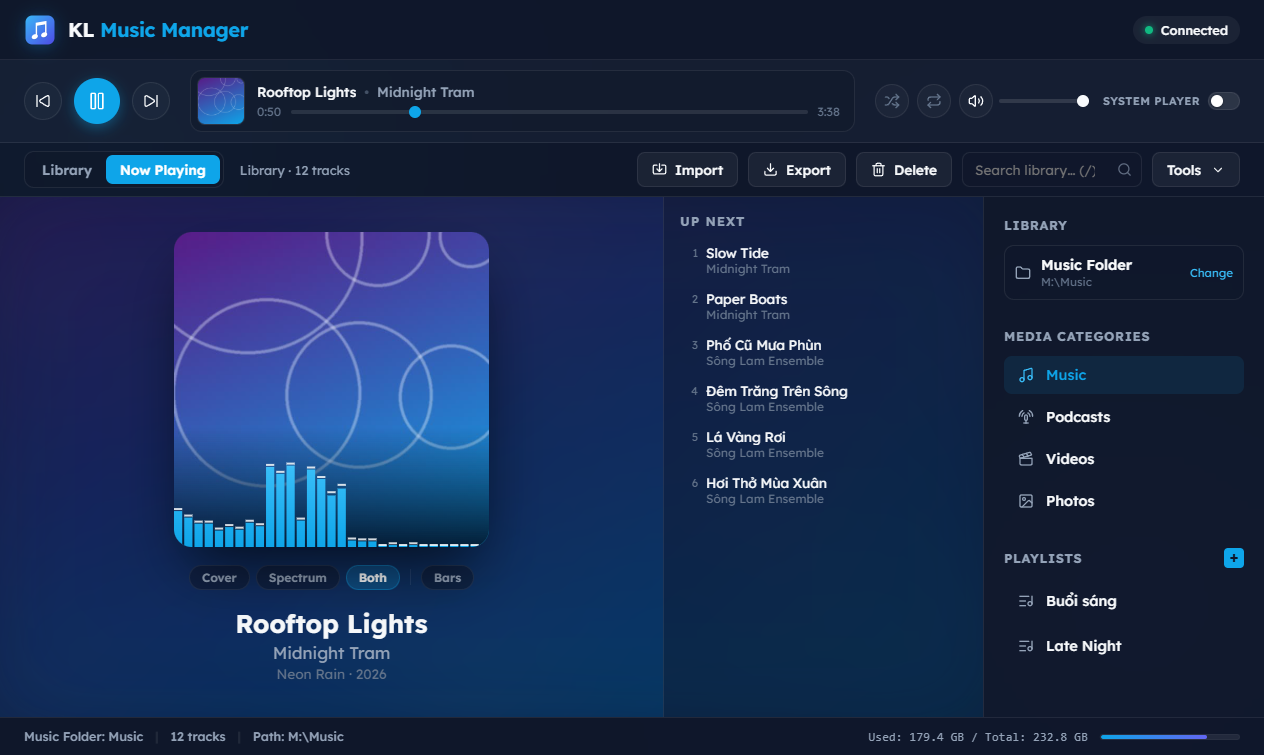 KL Music Manager
Connected
Rooftop Lights • Midnight Tram
0:50
3:38
SYSTEM PLAYER
Library
Now Playing
Library · 12 tracks
Import
Export
Delete
Search library… (/)
Tools
Rooftop Lights
Midnight Tram
Neon Rain · 2026
Cover
Spectrum
Both
Bars
UP NEXT
1 Slow Tide
Midnight Tram
2 Paper Boats
Midnight Tram
3 Phố Cũ Mưa Phùn
Sông Lam Ensemble
4 Đêm Trăng Trên Sông
Sông Lam Ensemble
5 Lá Vàng Rơi
Sông Lam Ensemble
6 Hơi Thở Mùa Xuân
Sông Lam Ensemble
LIBRARY
Music Folder
M:\Music
Change
MEDIA CATEGORIES
Music
Podcasts
Videos
Photos
PLAYLISTS
Buổi sáng
Late Night
Music Folder: Music | 12 tracks | Path: M:\Music
Used: 179.4 GB / Total: 232.8 GB